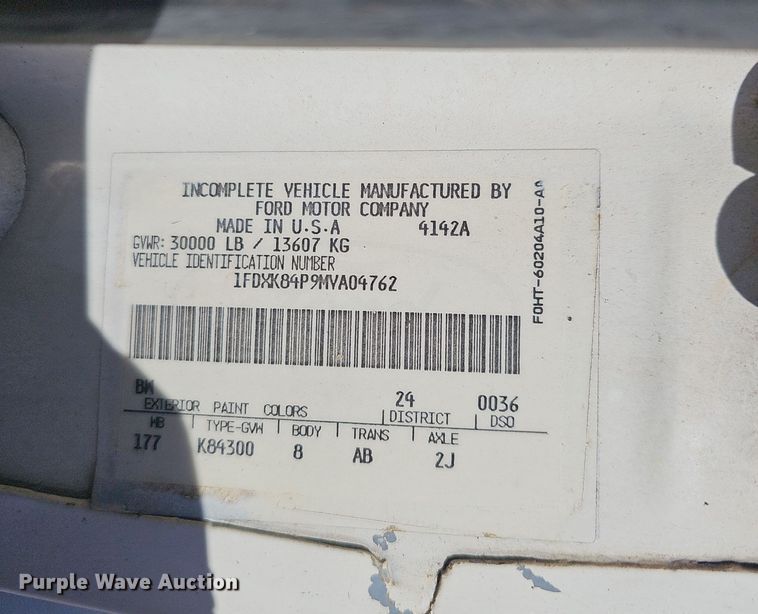 INCOMPLETE VEHICLE MANUFACTURED BY
FORD MOTOR COMPANY
MADE IN U.S.A 4142A
GVWR: 30000 LB / 13607 KG
VEHICLE IDENTIFICATION NUMBER
1FDXK84P9MVA04762
F0HT-60204A10-AA
BW 24 0036
EXTERIOR PAINT COLORS DISTRICT DSO
WB TYPE-GVW BODY TRANS AXLE
177 K84300 8 AB 2J
Purple Wave Auction